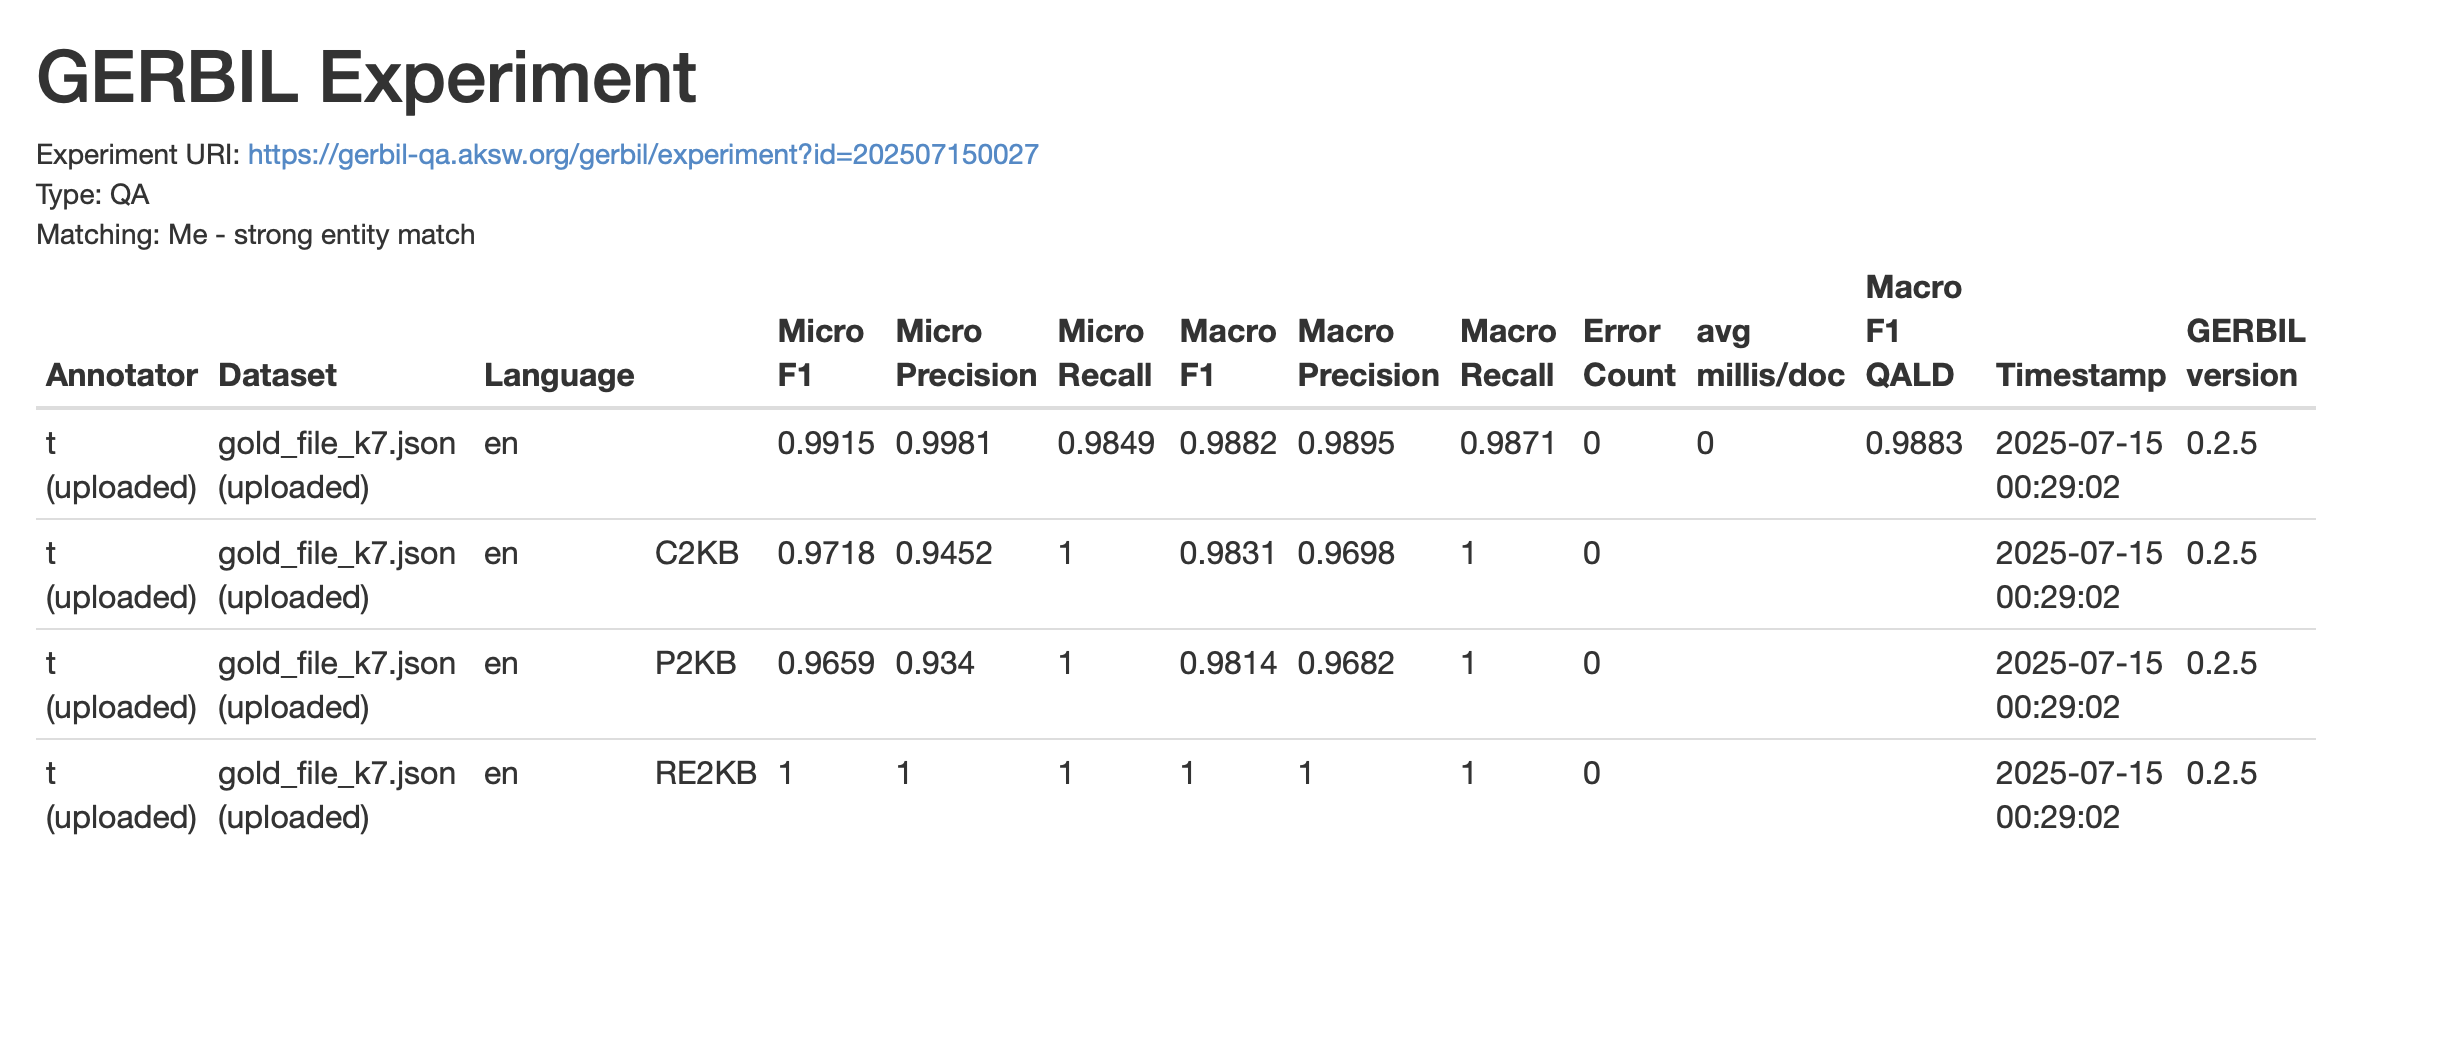 GERBIL Experiment
Experiment URI: https://gerbil-qa.aksw.org/gerbil/experiment?id=202507150027
Type: QA
Matching: Me - strong entity match
Macro
Micro Micro Micro Macro Macro Macro Error avg F1 GERBIL
Annotator Dataset Language F1 Precision Recall F1 Precision Recall Count millis/doc QALD Timestamp version
t gold_file_k7.json en 0.9915 0.9981 0.9849 0.9882 0.9895 0.9871 0 0 0.9883 2025-07-15 0.2.5
(uploaded) (uploaded) 00:29:02
t gold_file_k7.json en C2KB 0.9718 0.9452 1 0.9831 0.9698 1 0 2025-07-15 0.2.5
(uploaded) (uploaded) 00:29:02
t gold_file_k7.json en P2KB 0.9659 0.934 1 0.9814 0.9682 1 0 2025-07-15 0.2.5
(uploaded) (uploaded) 00:29:02
t gold_file_k7.json en RE2KB 1 1 1 1 1 1 0 2025-07-15 0.2.5
(uploaded) (uploaded) 00:29:02